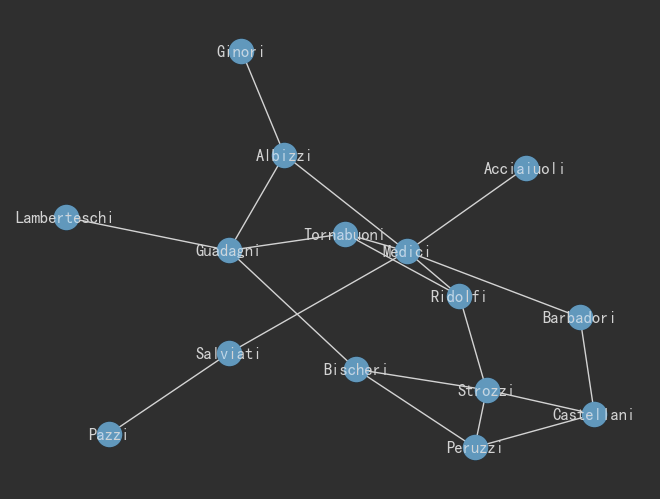 Ginori
Albizzi
Acciaiuoli
Lamberteschi
Tornabuoni
Guadagni
Medici
Ridolfi
Barbadori
Salviati
Bischeri
Strozzi
Castellani
Pazzi
Peruzzi